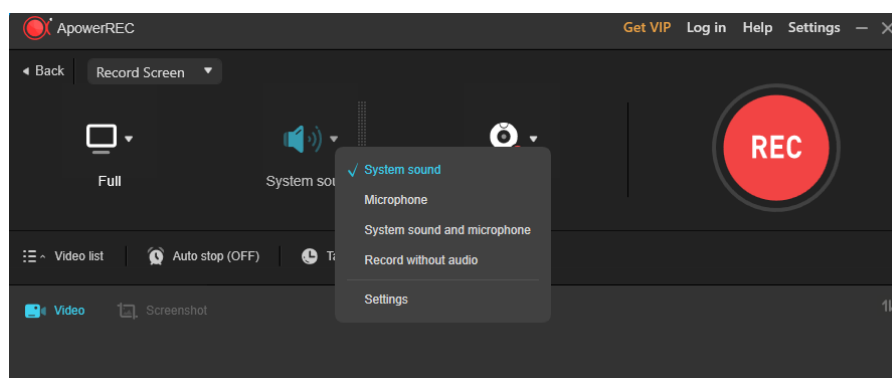 ApowerREC Get VIP Log in Help Settings
Back Record Screen
REC
Full System sou
System sound
Microphone
System sound and microphone
Record without audio
Settings
Video list Auto stop (OFF) Ta
Video Screenshot